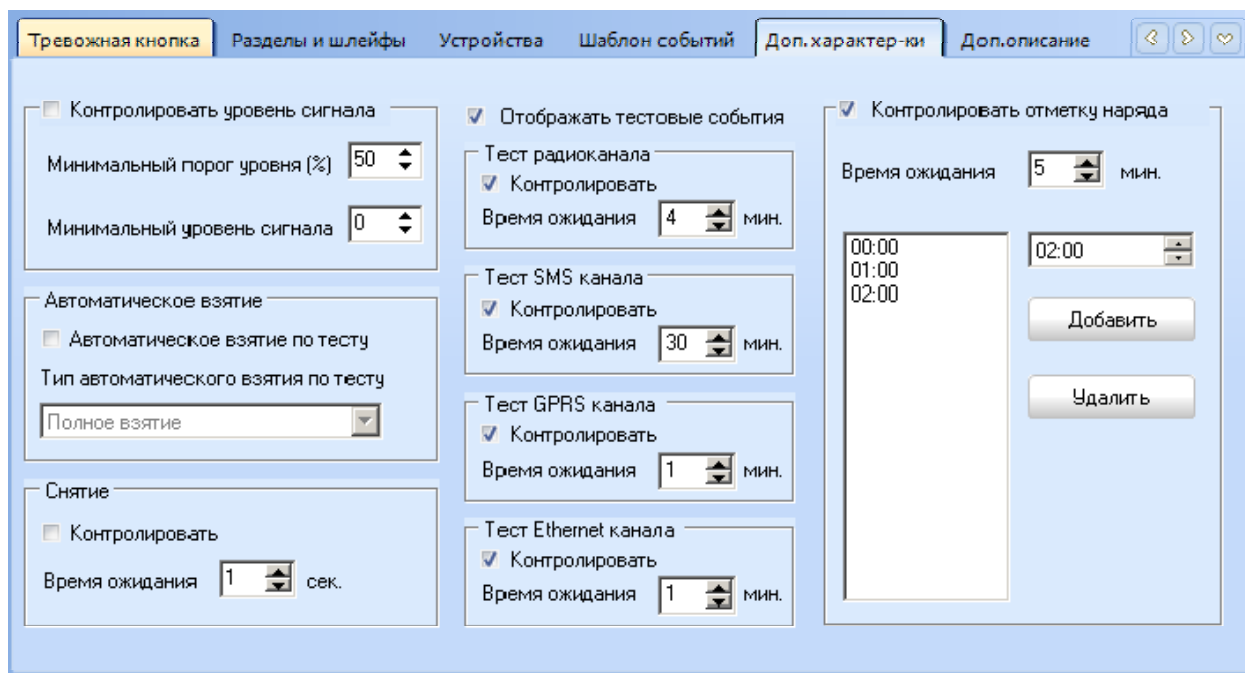 Тревожная кнопка Разделы и шлейфы Устройства Шаблон событий Доп.характер-ки Доп.описание
Контролировать уровень сигнала
Минимальный порог уровня (%) 50
Минимальный уровень сигнала 0
Автоматическое взятие
Автоматическое взятие по тесту
Тип автоматического взятия по тесту
Полное взятие
Снятие
Контролировать
Время ожидания 1 сек.
Отображать тестовые события
Тест радиоканала
Контролировать
Время ожидания 4 мин.
Тест SMS канала
Контролировать
Время ожидания 30 мин.
Тест GPRS канала
Контролировать
Время ожидания 1 мин.
Тест Ethernet канала
Контролировать
Время ожидания 1 мин.
Контролировать отметку наряда
Время ожидания 5 мин.
00:00
01:00
02:00
02:00
Добавить
Удалить